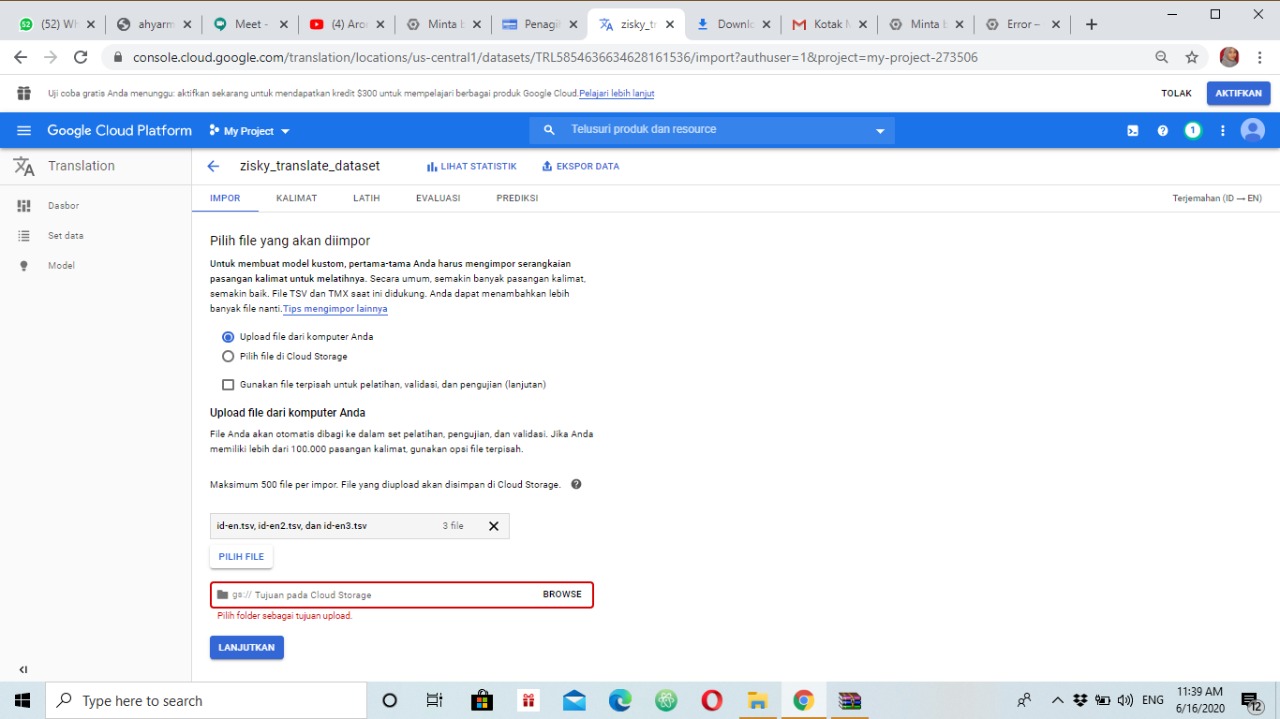 (52) Wh
ahyarm
Meet -
(4) Aro
Minta b
Penag
zisky_tr
Downlo
Kotak M
Minta b
Error –
console.cloud.google.com/translation/locations/us-central1/datasets/TRL5854636634628161536/import?authuser=1&project=my-project-273506
Uji coba gratis Anda menunggu: aktifkan sekarang untuk mendapatkan kredit $300 untuk mempelajari berbagai produk Google Cloud. Pelajari lebih lanjut
TOLAK
AKTIFKAN
Google Cloud Platform
My Project
Telusuri produk dan resource
1
Translation
zisky_translate_dataset
LIHAT STATISTIK
EKSPOR DATA
Dasbor
Set data
Model
IMPOR
KALIMAT
LATIH
EVALUASI
PREDIKSI
Terjemahan (ID → EN)
Pilih file yang akan diimpor
Untuk membuat model kustom, pertama-tama Anda harus mengimpor serangkaian
pasangan kalimat untuk melatihnya. Secara umum, semakin banyak pasangan kalimat,
semakin baik. File TSV dan TMX saat ini didukung. Anda dapat menambahkan lebih
banyak file nanti. Tips mengimpor lainnya
Upload file dari komputer Anda
Pilih file di Cloud Storage
Gunakan file terpisah untuk pelatihan, validasi, dan pengujian (lanjutan)
Upload file dari komputer Anda
File Anda akan otomatis dibagi ke dalam set pelatihan, pengujian, dan validasi. Jika Anda
memiliki lebih dari 100.000 pasangan kalimat, gunakan opsi file terpisah.
Maksimum 500 file per impor. File yang diupload akan disimpan di Cloud Storage.
id-en.tsv, id-en2.tsv, dan id-en3.tsv
3 file
PILIH FILE
gs:// Tujuan pada Cloud Storage
BROWSE
Pilih folder sebagai tujuan upload.
LANJUTKAN
Type here to search
ENG
11:39 AM
6/16/2020
12